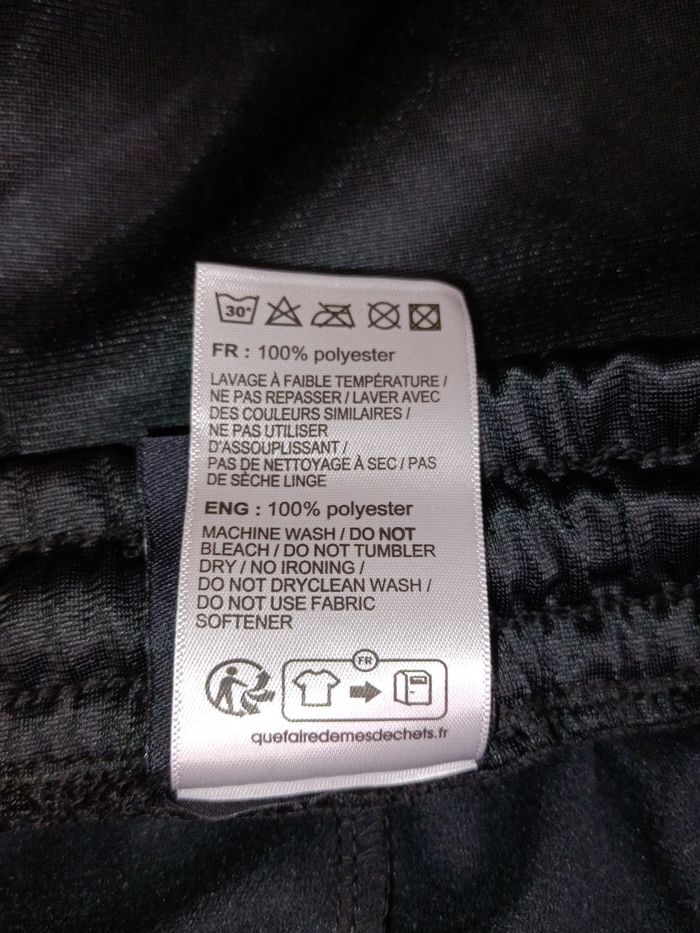 30°
FR : 100% polyester
LAVAGE À FAIBLE TEMPÉRATURE /
NE PAS REPASSER / LAVER AVEC
DES COULEURS SIMILAIRES /
NE PAS UTILISER
D'ASSOUPLISSANT /
PAS DE NETTOYAGE À SEC / PAS
DE SÈCHE LINGE
ENG : 100% polyester
MACHINE WASH / DO NOT
BLEACH / DO NOT TUMBLER
DRY / NO IRONING /
DO NOT DRYCLEAN WASH /
DO NOT USE FABRIC
SOFTENER
FR
quefairedemesdechets.fr